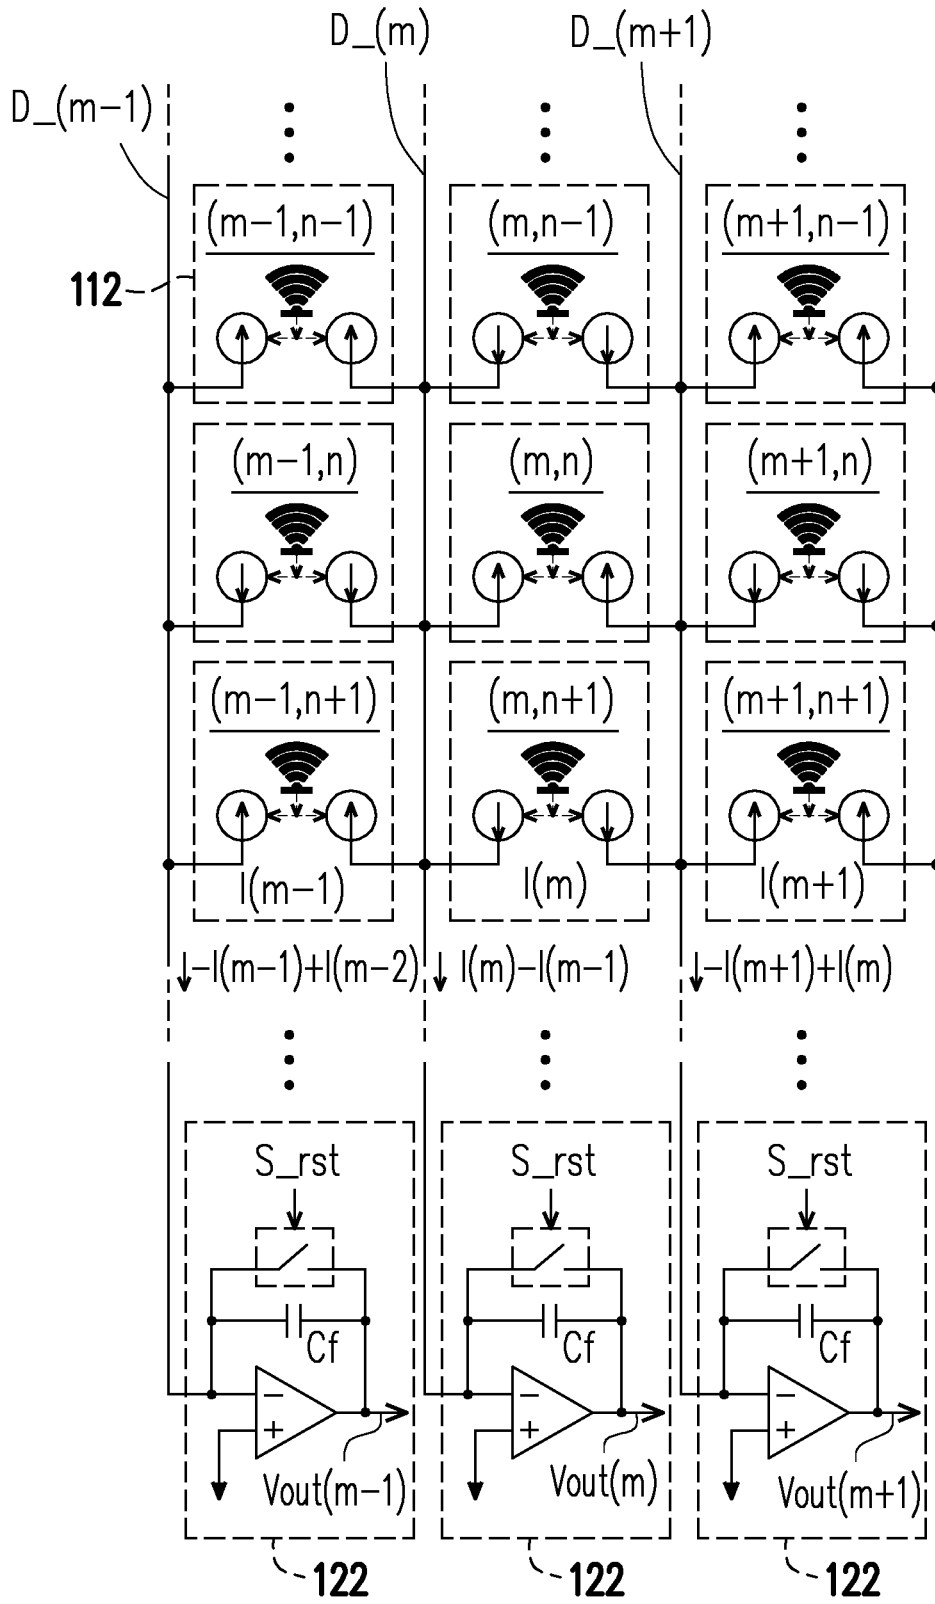 D_(m)
D_(m+1)
D_(m−1)
(m−1,n−1)
(m,n−1)
(m+1,n−1)
112
(m−1,n)
(m,n)
(m+1,n)
(m−1,n+1)
(m,n+1)
(m+1,n+1)
I(m−1)
I(m)
I(m+1)
−I(m−1)+I(m−2)
I(m)−I(m−1)
−I(m+1)+I(m)
S_rst
S_rst
S_rst
Cf
Cf
Cf
−
−
−
+
+
+
Vout(m−1)
Vout(m)
Vout(m+1)
122
122
122